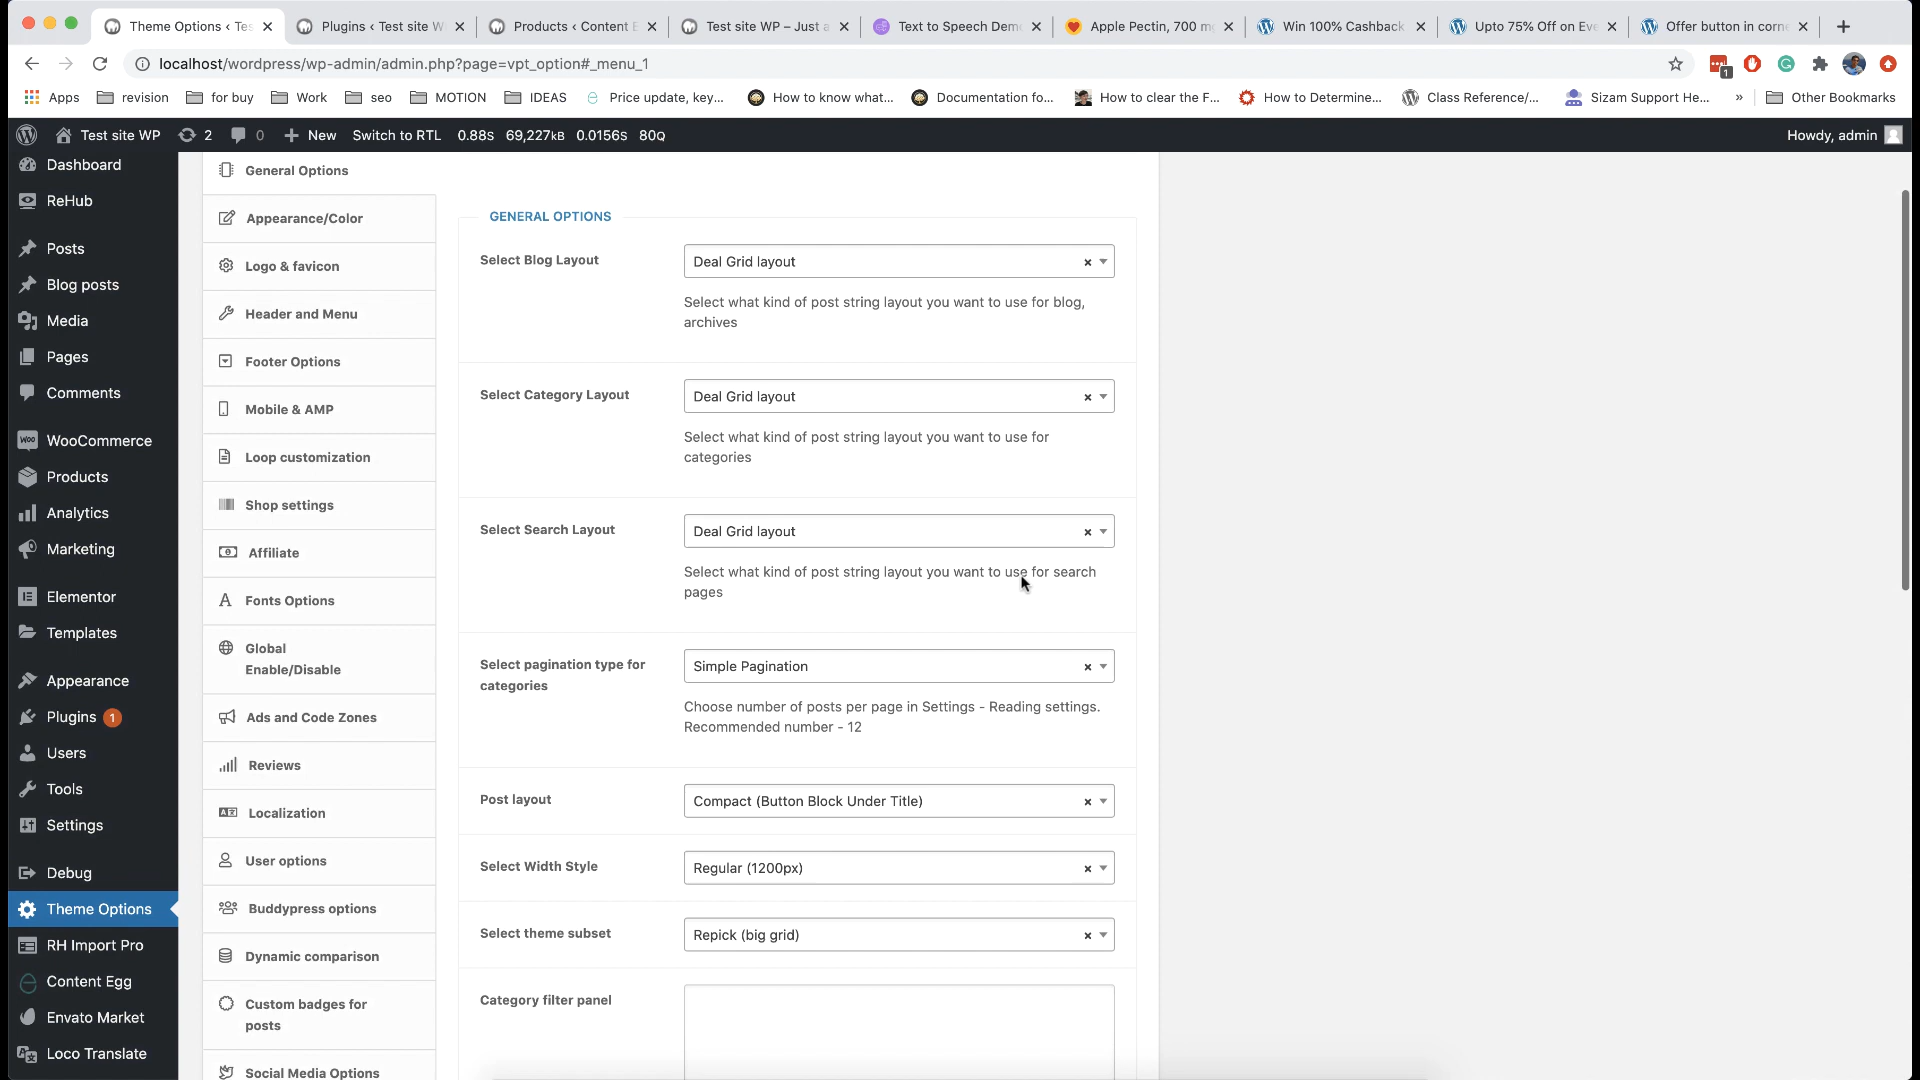 Theme Options ‹ Tes
Plugins ‹ Test site W
Products ‹ Content E
Test site WP – Just a
Text to Speech Dem
Apple Pectin, 700 m
Win 100% Cashback
Upto 75% Off on Eve
Offer button in corne
localhost/wordpress/wp-admin/admin.php?page=vpt_option#_menu_1
1
Apps
revision
for buy
Work
seo
MOTION
IDEAS
Price update, key...
How to know what...
Documentation fo...
How to clear the F...
How to Determine...
Class Reference/...
Sizam Support He...
»
Other Bookmarks
Test site WP
2
0
New
Switch to RTL
0.88S 69,227KB 0.0156S 80Q
Howdy, admin
Dashboard
ReHub
Posts
Blog posts
Media
Pages
Comments
WooCommerce
Products
Analytics
Marketing
Elementor
Templates
Appearance
Plugins 1
Users
Tools
Settings
Debug
Theme Options
RH Import Pro
Content Egg
Envato Market
Loco Translate
General Options
Appearance/Color
Logo & favicon
Header and Menu
Footer Options
Mobile & AMP
Loop customization
Shop settings
Affiliate
Fonts Options
Global
Enable/Disable
Ads and Code Zones
Reviews
Localization
User options
Buddypress options
Dynamic comparison
Custom badges for
posts
Social Media Options
GENERAL OPTIONS
Select Blog Layout
Deal Grid layout
Select what kind of post string layout you want to use for blog,
archives
Select Category Layout
Deal Grid layout
Select what kind of post string layout you want to use for
categories
Select Search Layout
Deal Grid layout
Select what kind of post string layout you want to use for search
pages
Select pagination type for
categories
Simple Pagination
Choose number of posts per page in Settings - Reading settings.
Recommended number - 12
Post layout
Compact (Button Block Under Title)
Select Width Style
Regular (1200px)
Select theme subset
Repick (big grid)
Category filter panel